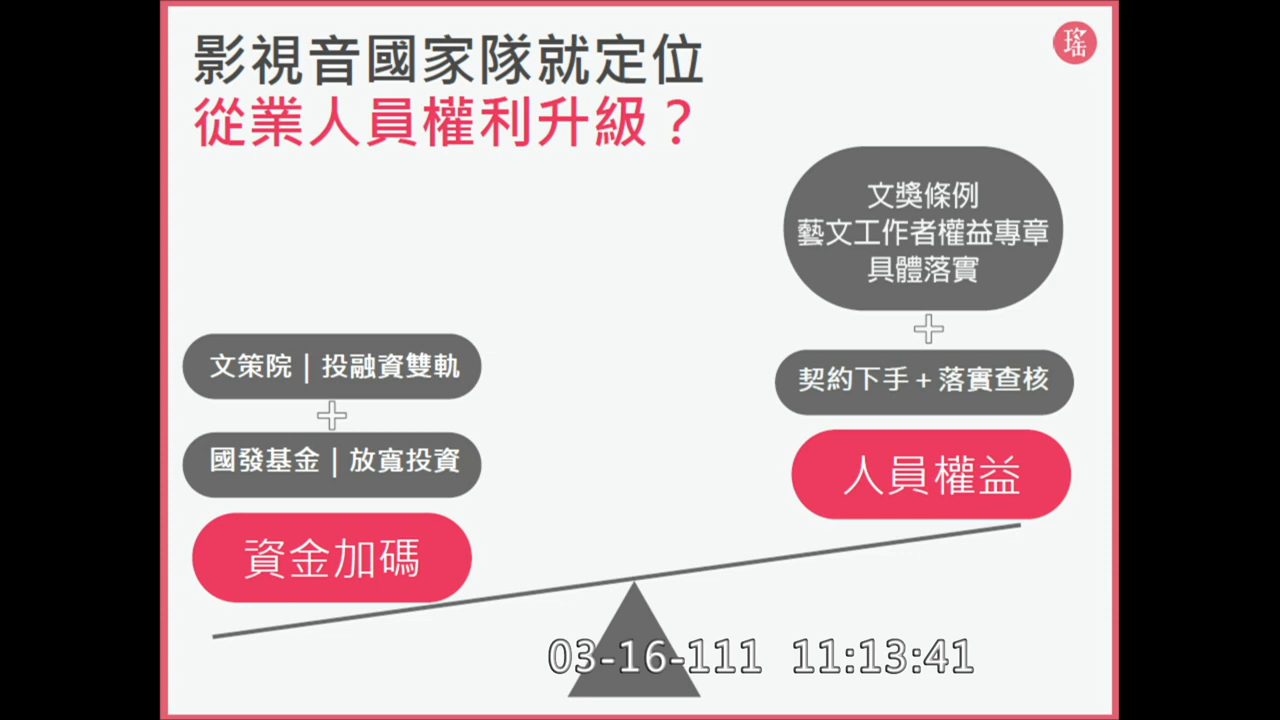 影視音國家隊就定位
從業人員權利升級？
瑤
文獎條例
藝文工作者權益專章
具體落實
契約下手＋落實查核
人員權益
文策院｜投融資雙軌
國發基金｜放寬投資
資金加碼
03-16-111 11:13:41